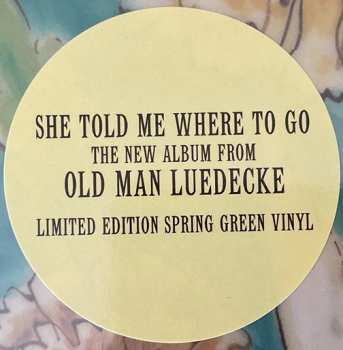 SHE TOLD ME WHERE TO GO
THE NEW ALBUM FROM
OLD MAN LUEDECKE
LIMITED EDITION SPRING GREEN VINYL